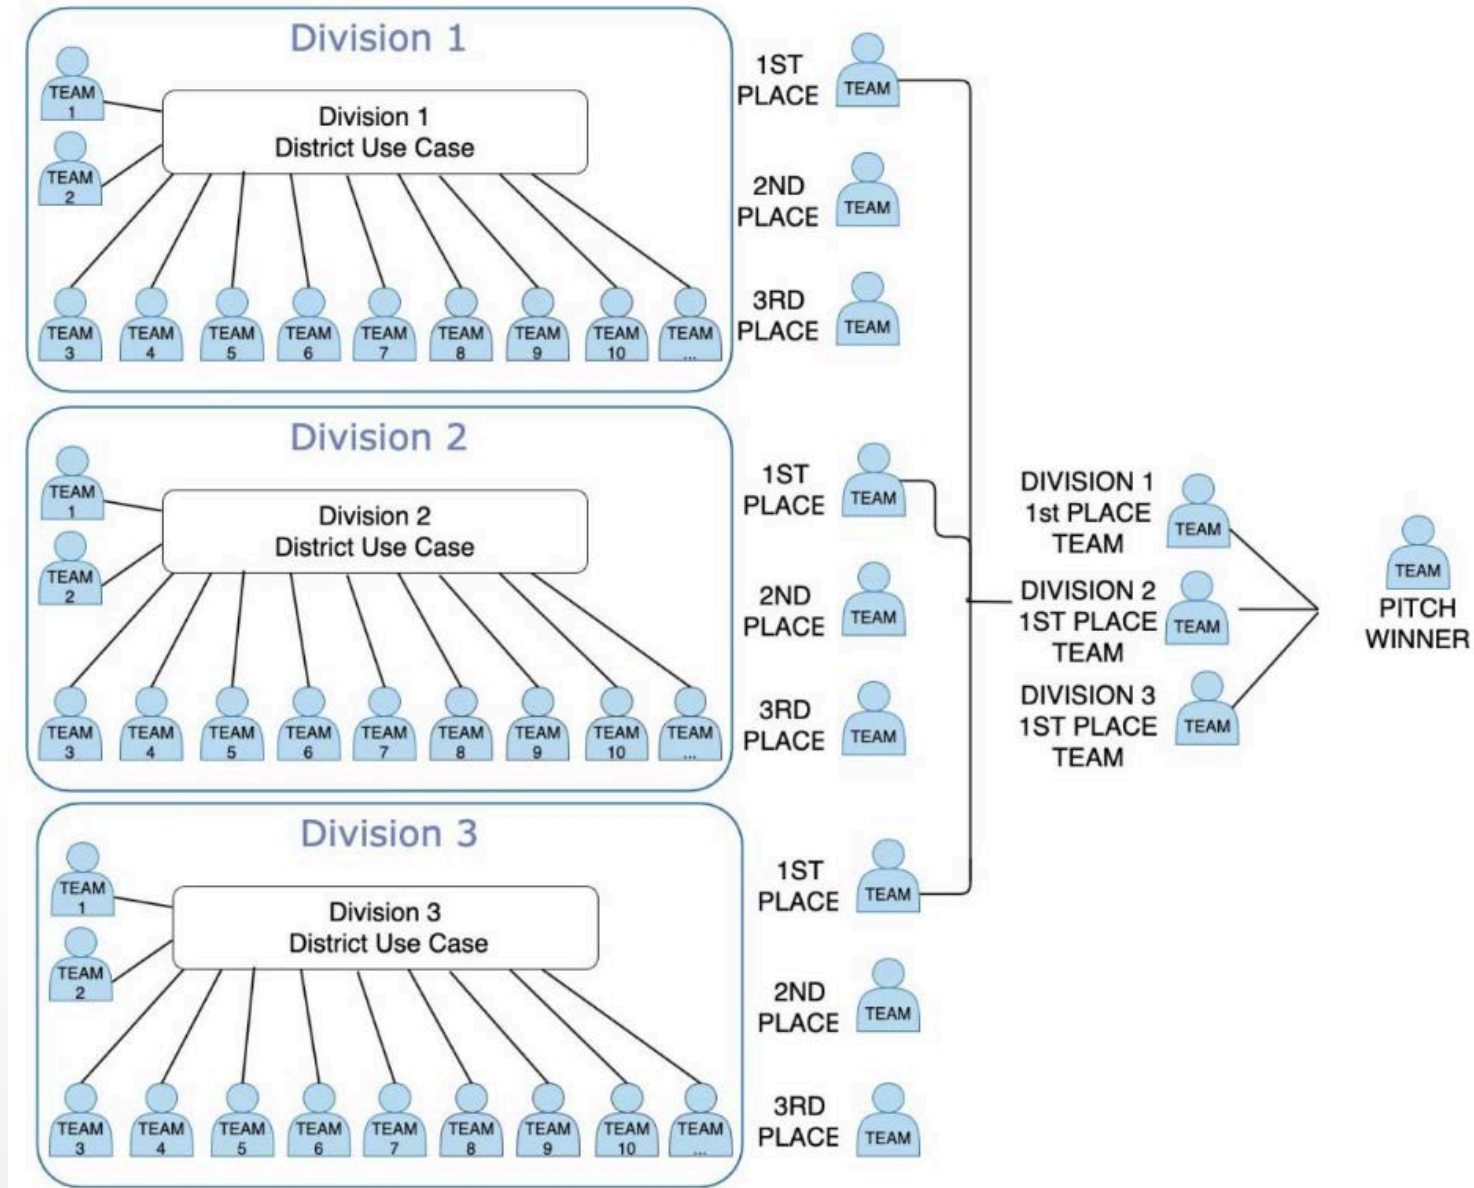 Division 1
TEAM
1
TEAM
2
Division 1
District Use Case
TEAM
3
TEAM
4
TEAM
5
TEAM
6
TEAM
7
TEAM
8
TEAM
9
TEAM
10
TEAM
...
1ST
PLACE
TEAM
2ND
PLACE
TEAM
3RD
PLACE
TEAM
Division 2
TEAM
1
TEAM
2
Division 2
District Use Case
TEAM
3
TEAM
4
TEAM
5
TEAM
6
TEAM
7
TEAM
8
TEAM
9
TEAM
10
TEAM
...
1ST
PLACE
TEAM
2ND
PLACE
TEAM
3RD
PLACE
TEAM
Division 3
TEAM
1
TEAM
2
Division 3
District Use Case
TEAM
3
TEAM
4
TEAM
5
TEAM
6
TEAM
7
TEAM
8
TEAM
9
TEAM
10
TEAM
...
1ST
PLACE
TEAM
2ND
PLACE
TEAM
3RD
PLACE
TEAM
DIVISION 1
1st PLACE
TEAM
TEAM
DIVISION 2
1ST PLACE
TEAM
TEAM
DIVISION 3
1ST PLACE
TEAM
TEAM
TEAM
PITCH
WINNER